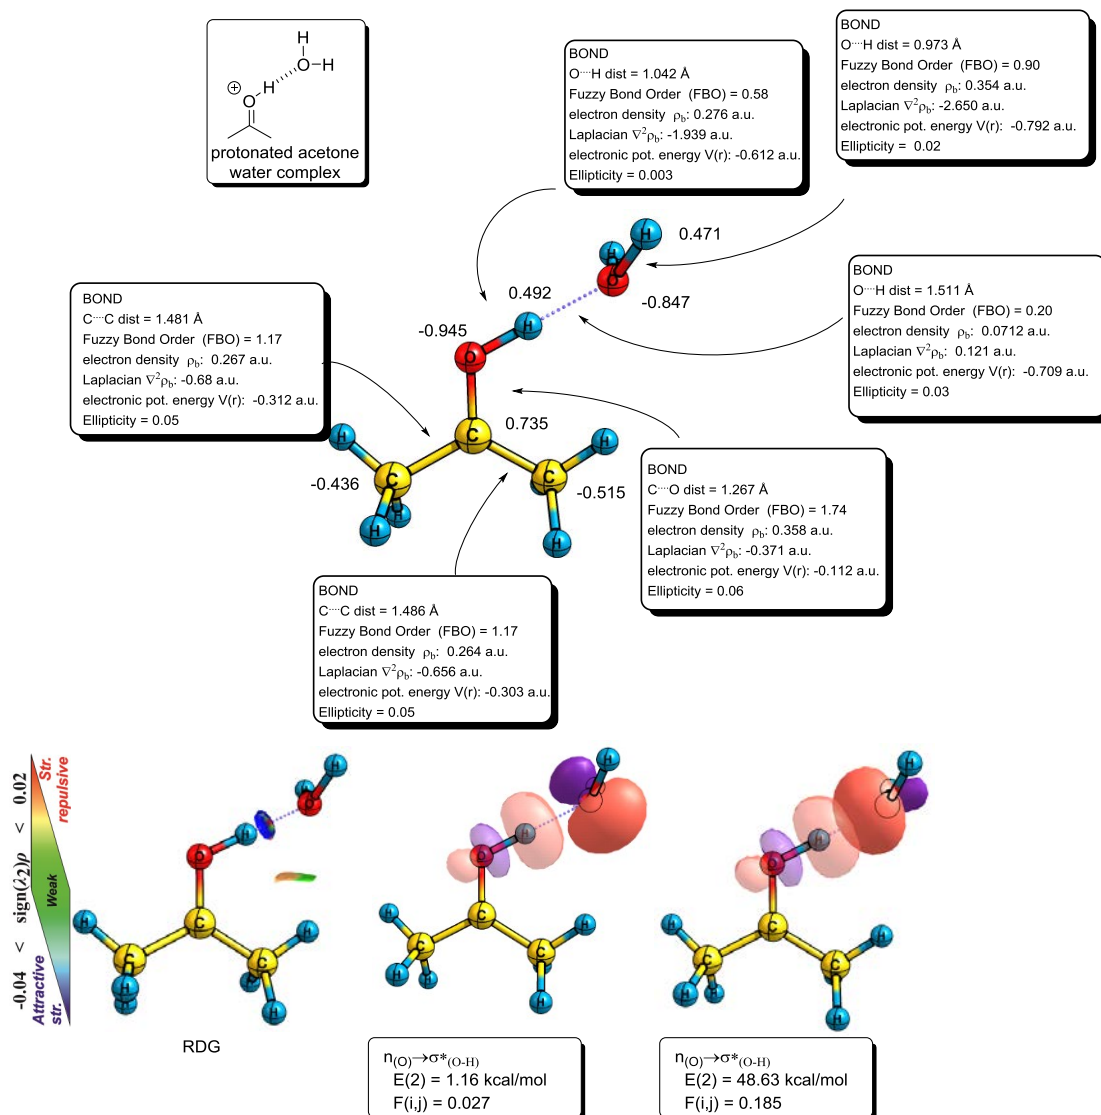 H
O–H
H
⊕
O
protonated acetone
water complex
BOND
O····H dist = 1.042 Å
Fuzzy Bond Order (FBO) = 0.58
electron density ρb: 0.276 a.u.
Laplacian ∇²ρb: -1.939 a.u.
electronic pot. energy V(r): -0.612 a.u.
Ellipticity = 0.003
BOND
O····H dist = 0.973 Å
Fuzzy Bond Order (FBO) = 0.90
electron density ρb: 0.354 a.u.
Laplacian ∇²ρb: -2.650 a.u.
electronic pot. energy V(r): -0.792 a.u.
Ellipticity = 0.02
BOND
O····H dist = 1.511 Å
Fuzzy Bond Order (FBO) = 0.20
electron density ρb: 0.0712 a.u.
Laplacian ∇²ρb: 0.121 a.u.
electronic pot. energy V(r): -0.709 a.u.
Ellipticity = 0.03
BOND
C····C dist = 1.481 Å
Fuzzy Bond Order (FBO) = 1.17
electron density ρb: 0.267 a.u.
Laplacian ∇²ρb: -0.68 a.u.
electronic pot. energy V(r): -0.312 a.u.
Ellipticity = 0.05
H
0.471
H
O
-0.847
0.492
H
-0.945
O
0.735
C
H
H
-0.436
C
C
-0.515
H
H
H
BOND
C····O dist = 1.267 Å
Fuzzy Bond Order (FBO) = 1.74
electron density ρb: 0.358 a.u.
Laplacian ∇²ρb: -0.371 a.u.
electronic pot. energy V(r): -0.112 a.u.
Ellipticity = 0.06
BOND
C····C dist = 1.486 Å
Fuzzy Bond Order (FBO) = 1.17
electron density ρb: 0.264 a.u.
Laplacian ∇²ρb: -0.656 a.u.
electronic pot. energy V(r): -0.303 a.u.
Ellipticity = 0.05
-0.04 < sign(λ2)ρ < 0.02
Str. repulsive
Weak
Attractive str.
H
H
O
H
O
C
H
H
C
C
H
H
H
RDG
H
H
O
C
H
H
C
C
H
H
H
n(O)→σ*(O-H)
E(2) = 1.16 kcal/mol
F(i,j) = 0.027
H
H
O
C
H
H
C
C
H
H
H
n(O)→σ*(O-H)
E(2) = 48.63 kcal/mol
F(i,j) = 0.185